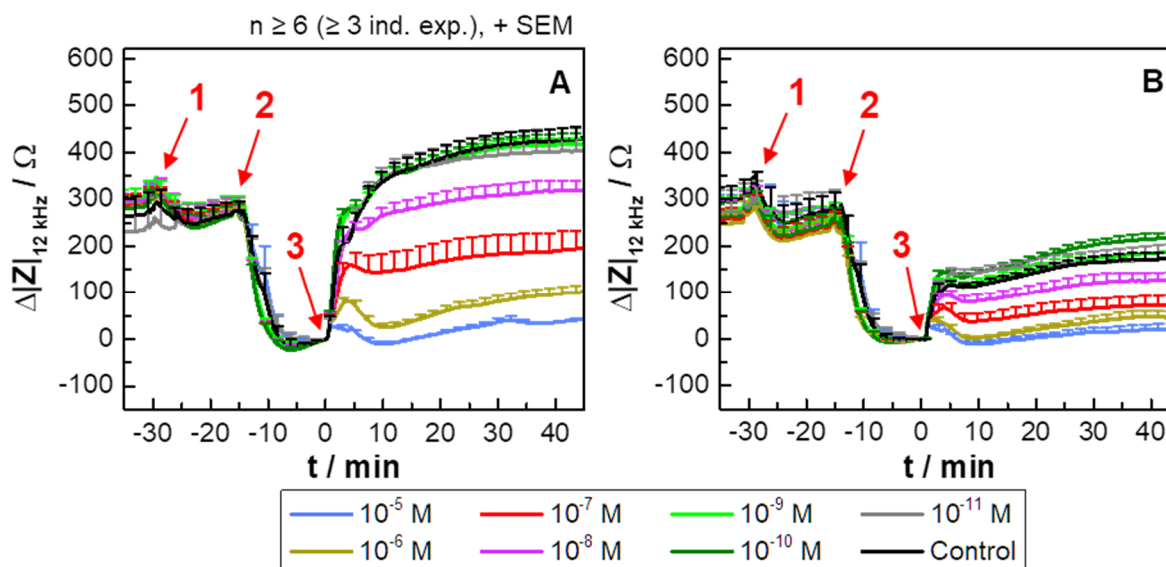 n ≥ 6 (≥ 3 ind. exp.), + SEM
Δ|Z|12 kHz / Ω
600
500
400
300
200
100
0
-100
A
1
2
3
-30 -20 -10 0 10 20 30 40
t / min
Δ|Z|12 kHz / Ω
600
500
400
300
200
100
0
-100
B
1
2
3
-30 -20 -10 0 10 20 30 40
t / min
10⁻⁵ M 10⁻⁷ M 10⁻⁹ M 10⁻¹¹ M
10⁻⁶ M 10⁻⁸ M 10⁻¹⁰ M Control